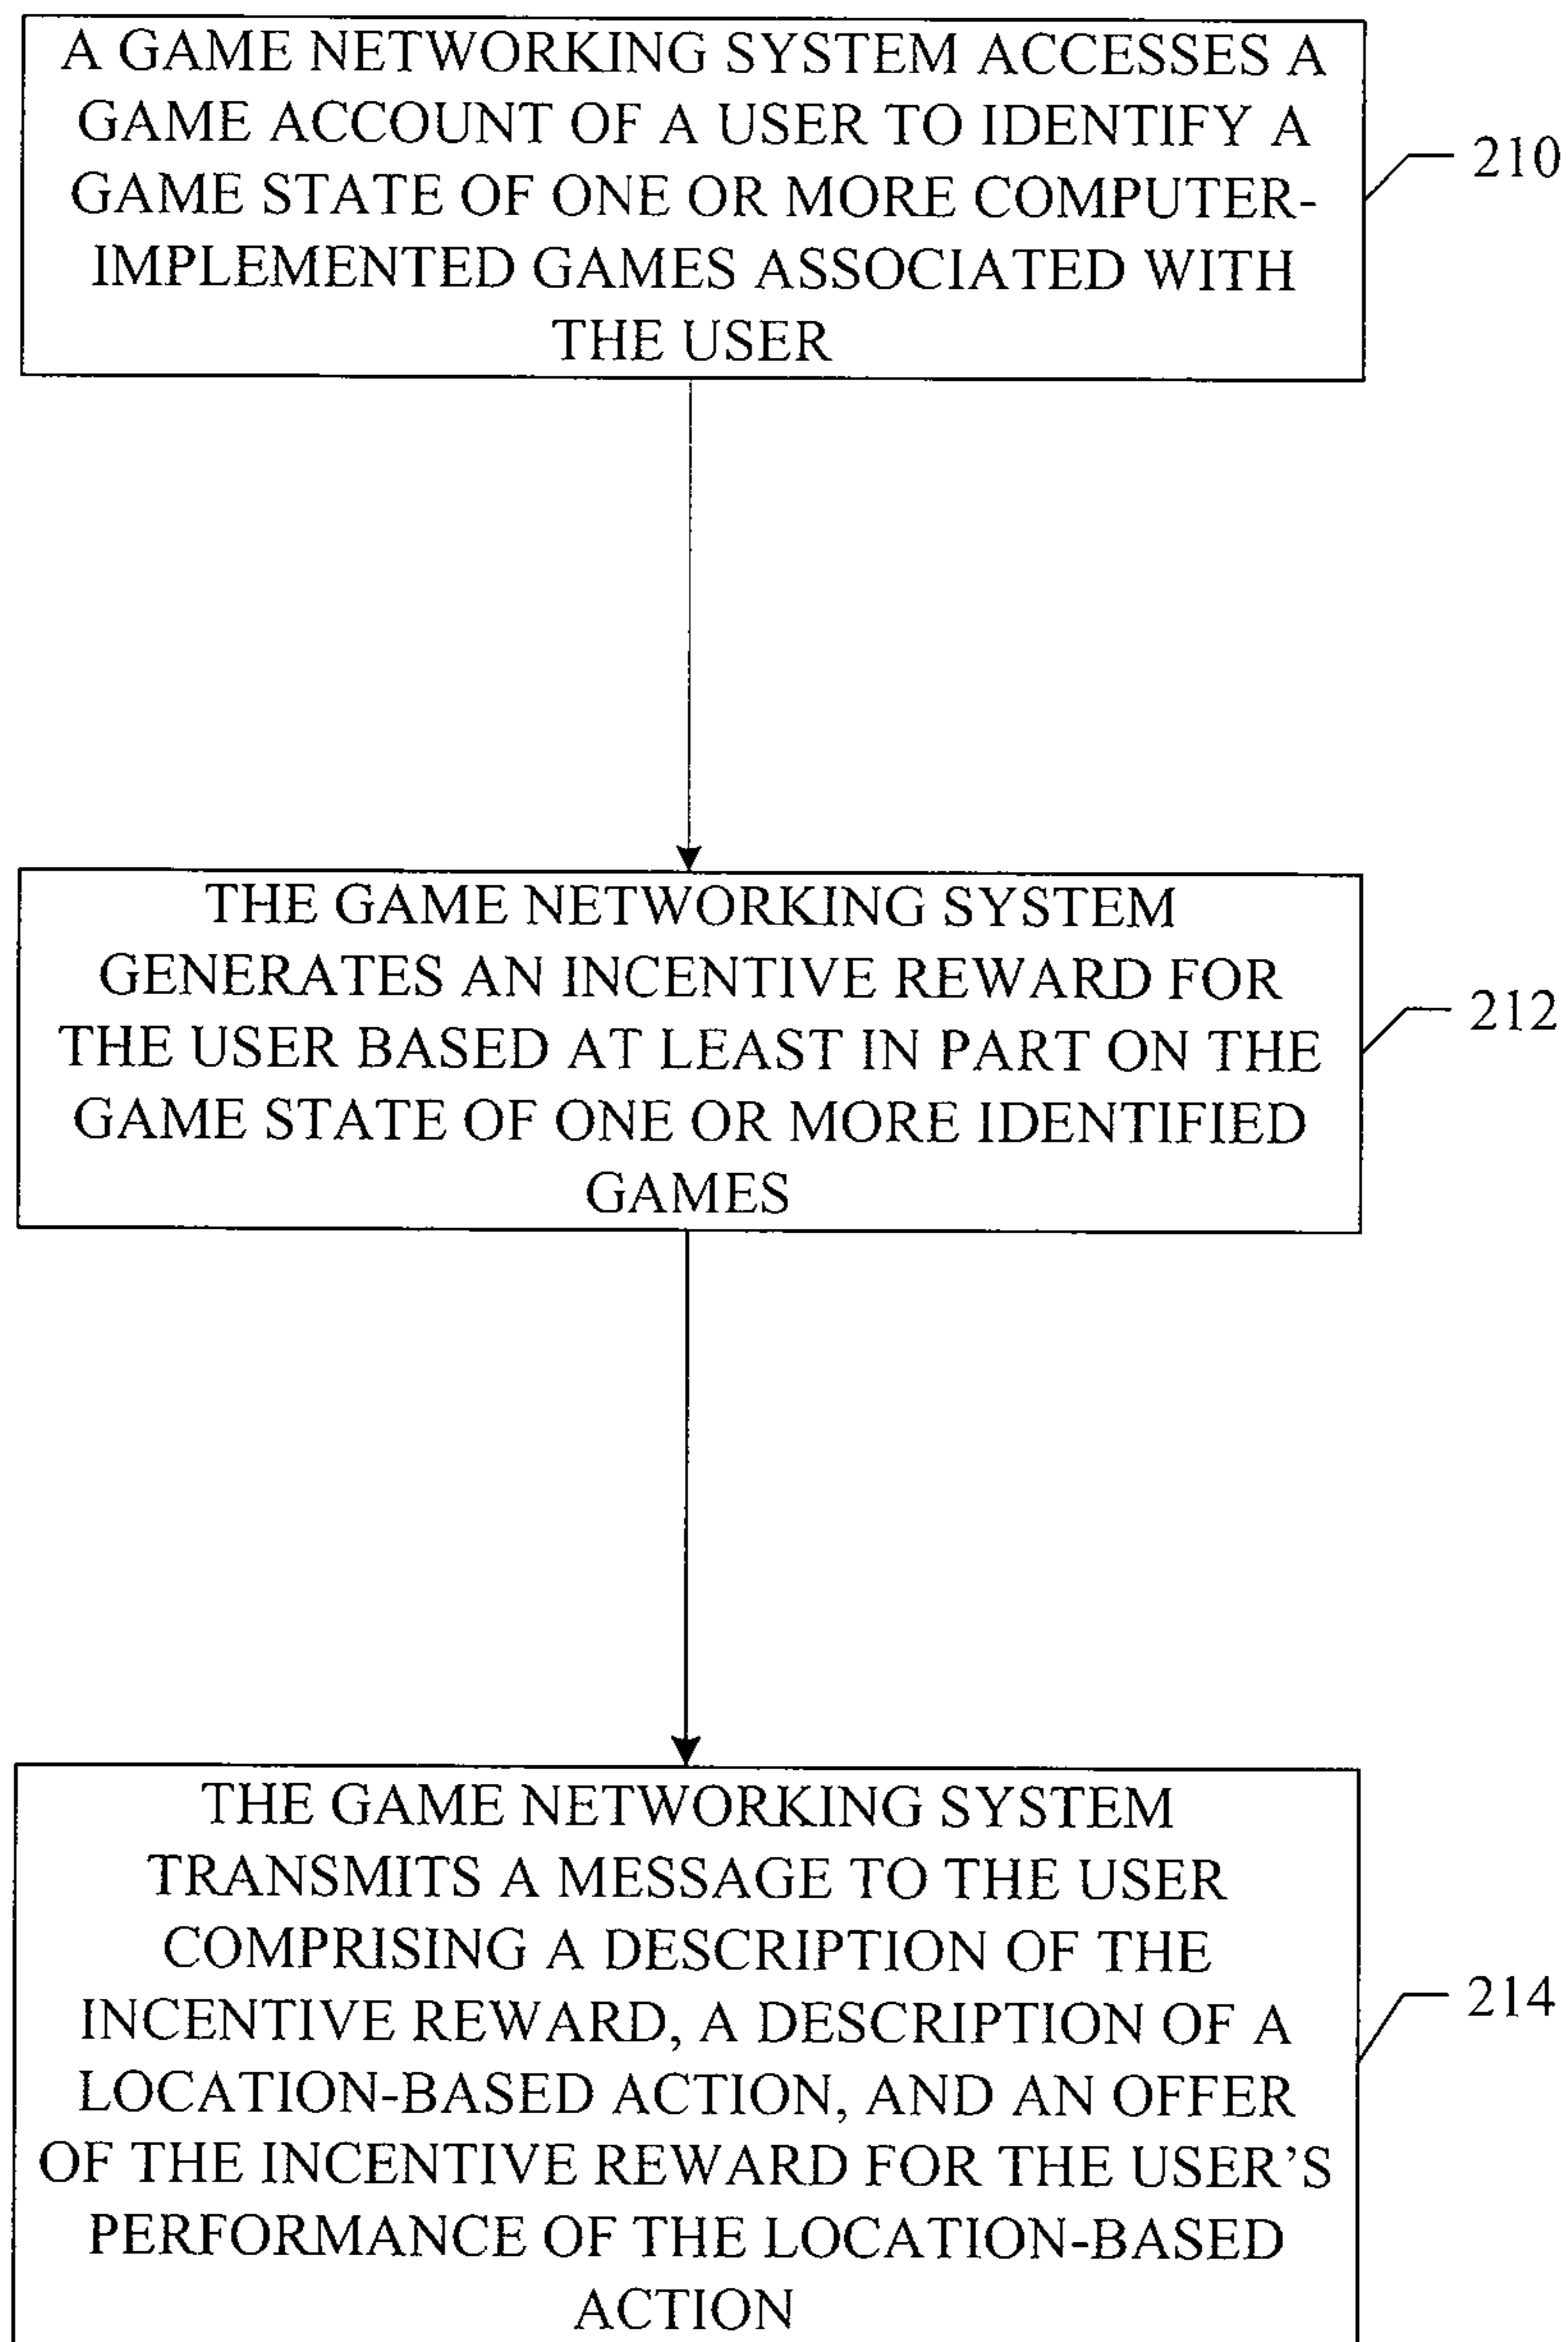 A GAME NETWORKING SYSTEM ACCESSES A
GAME ACCOUNT OF A USER TO IDENTIFY A
GAME STATE OF ONE OR MORE COMPUTER-
IMPLEMENTED GAMES ASSOCIATED WITH
THE USER
210
THE GAME NETWORKING SYSTEM
GENERATES AN INCENTIVE REWARD FOR
THE USER BASED AT LEAST IN PART ON THE
GAME STATE OF ONE OR MORE IDENTIFIED
GAMES
212
THE GAME NETWORKING SYSTEM
TRANSMITS A MESSAGE TO THE USER
COMPRISING A DESCRIPTION OF THE
INCENTIVE REWARD, A DESCRIPTION OF A
LOCATION-BASED ACTION, AND AN OFFER
OF THE INCENTIVE REWARD FOR THE USER’S
PERFORMANCE OF THE LOCATION-BASED
ACTION
214